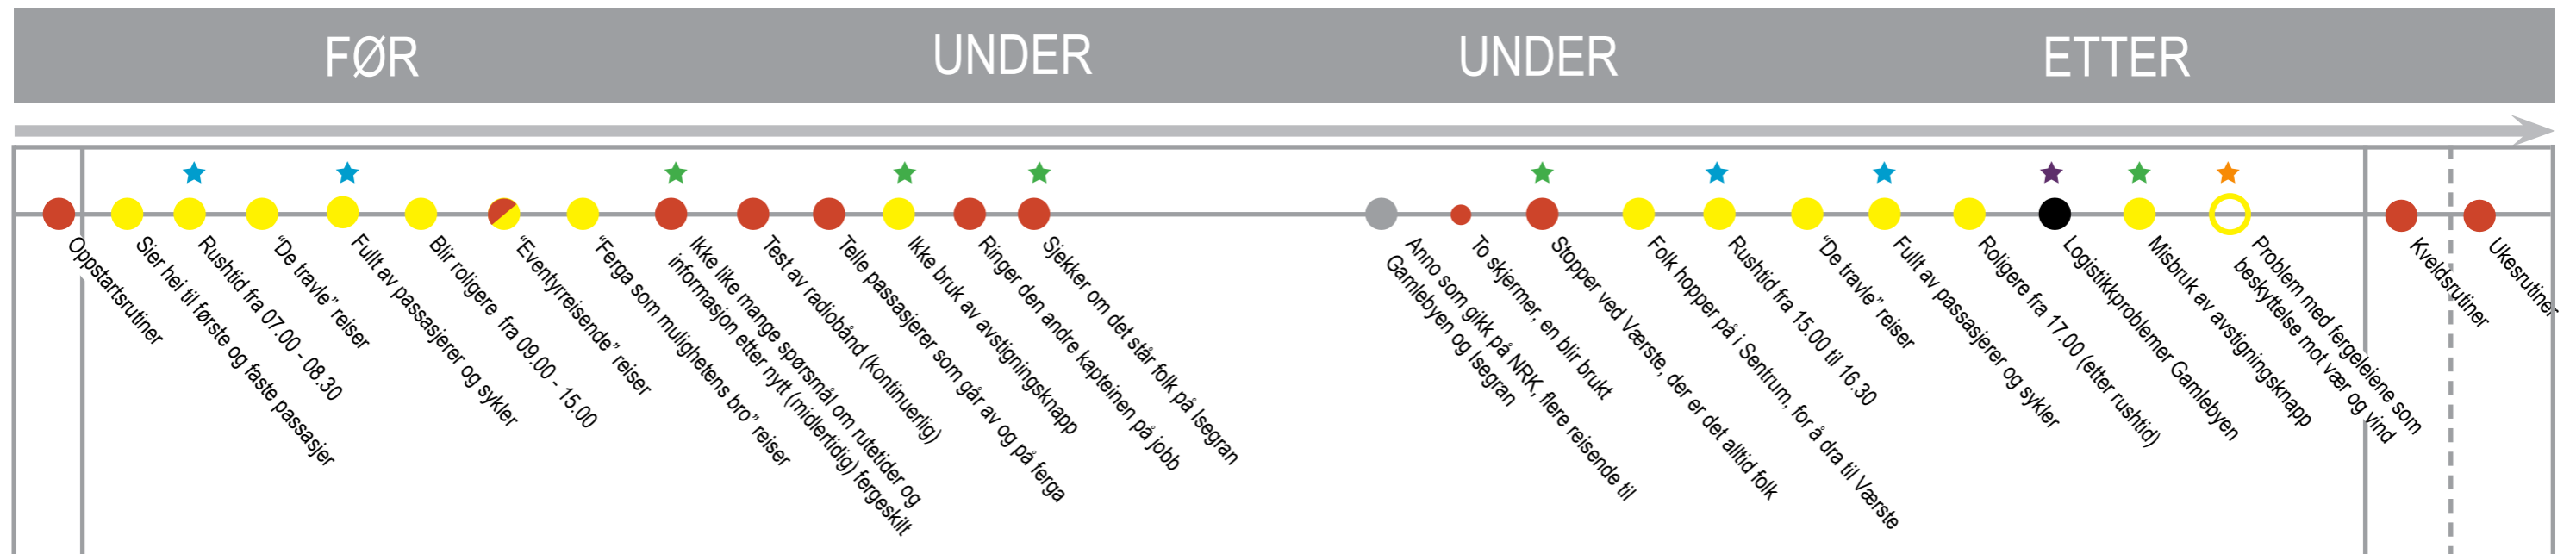 FØR
UNDER
UNDER
ETTER
Oppstartsrutiner
Sier hei til første og faste passasjer
Rushtid fra 07.00 - 08.30
“De travle” reiser
Fullt av passasjerer og sykler
Blir roligere fra 09.00 - 15.00
“Eventyrreisende” reiser
“Ferga som mulighetens bro” reiser
Ikke like mange spørsmål om rutetider og
informasjon etter nytt (midlertidig) fergeskilt
Test av radiobånd (kontinuerlig)
Telle passasjerer som går av og på ferga
Ikke bruk av avstigningsknapp
Ringer den andre kapteinen på jobb
Sjekker om det står folk på Isegran
Anno som gikk på NRK, flere reisende til
Gamlebyen og Isegran
To skjermer, en blir brukt
Stopper ved Værste, der er det alltid folk
Folk hopper på i Sentrum, for å dra til Værste
Rushtid fra 15.00 til 16.30
“De travle” reiser
Fullt av passasjerer og sykler
Roligere fra 17.00 (etter rushtid)
Logistikkproblemer Gamlebyen
Misbruk av avstigningknapp
Problem med fergeleiene som
beskyttelse mot vær og vind
Kveldsrutiner
Ukesrutiner